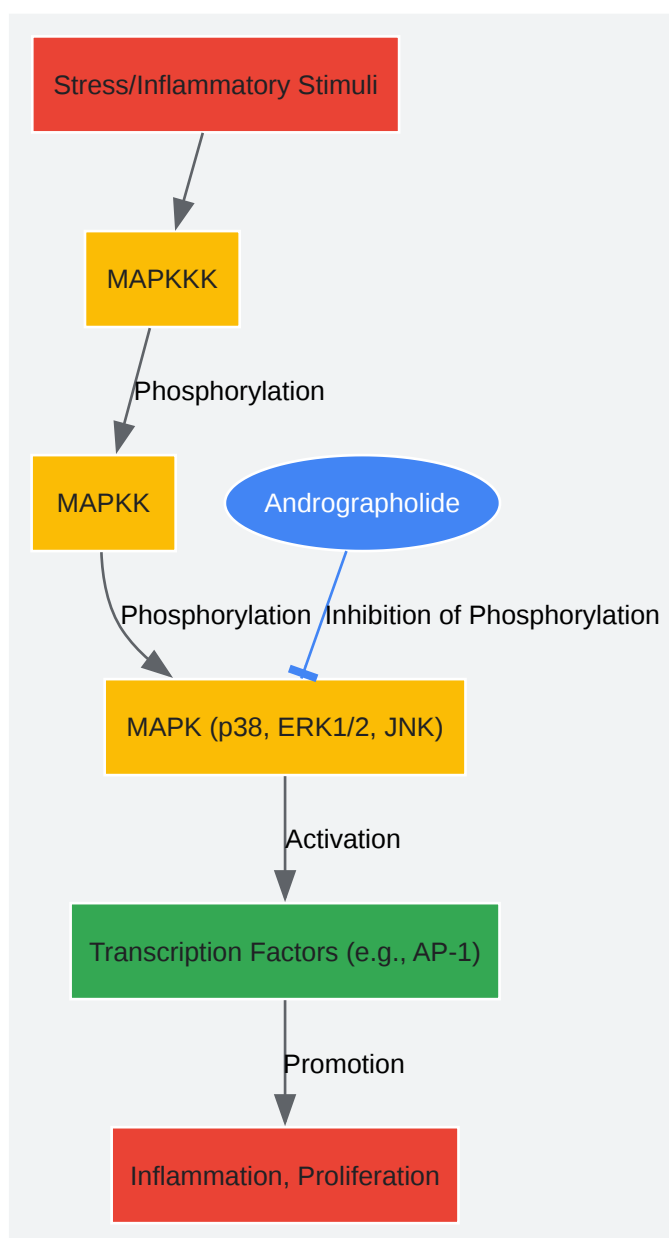 Stress/Inflammatory Stimuli
MAPKKK
Phosphorylation
MAPKK
Andrographolide
Phosphorylation
Inhibition of Phosphorylation
MAPK (p38, ERK1/2, JNK)
Activation
Transcription Factors (e.g., AP-1)
Promotion
Inflammation, Proliferation